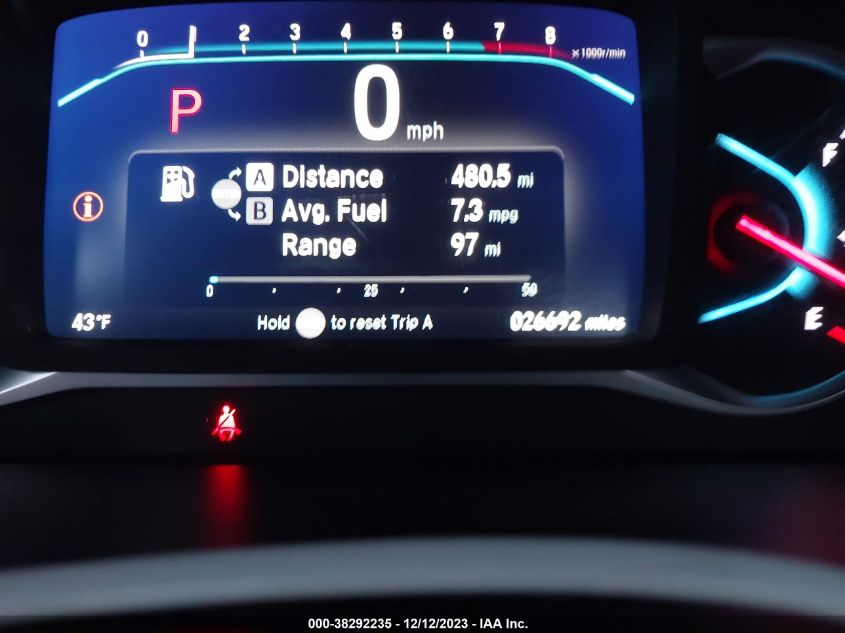 0 2 3 4 5 6 7 8 ×1000r/min
P 0 mph
A Distance 480.5 mi
B Avg. Fuel 7.3 mpg
Range 97 mi
0 25 50
43°F Hold to reset Trip A 026692 miles
F
E
000-38292235 - 12/12/2023 - IAA Inc.